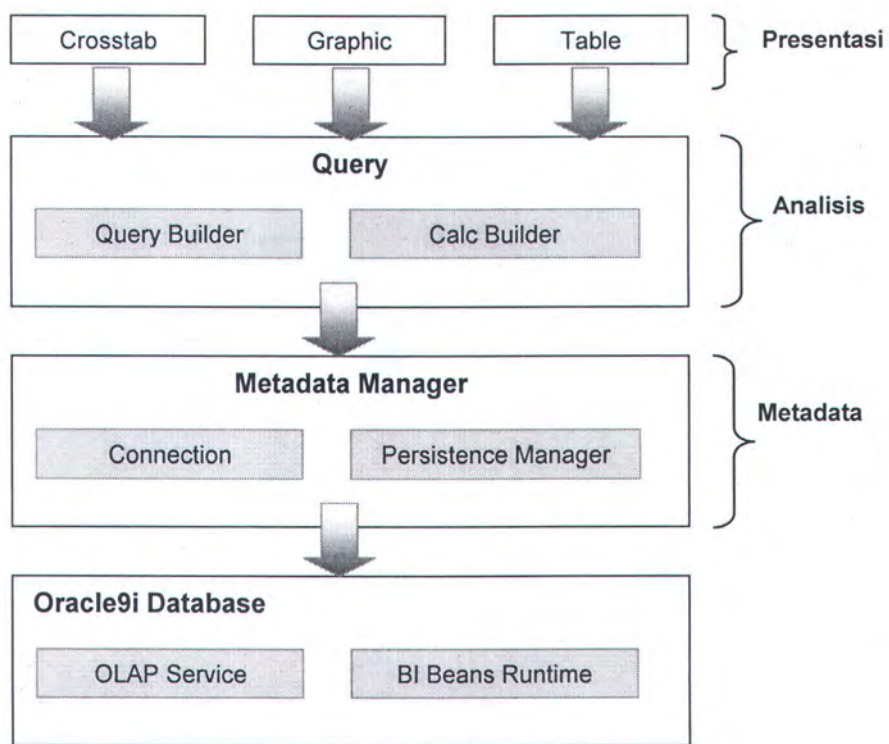 Crosstab
Graphic
Table
Presentasi
Query
Query Builder
Calc Builder
Analisis
Metadata Manager
Connection
Persistence Manager
Metadata
Oracle9i Database
OLAP Service
BI Beans Runtime